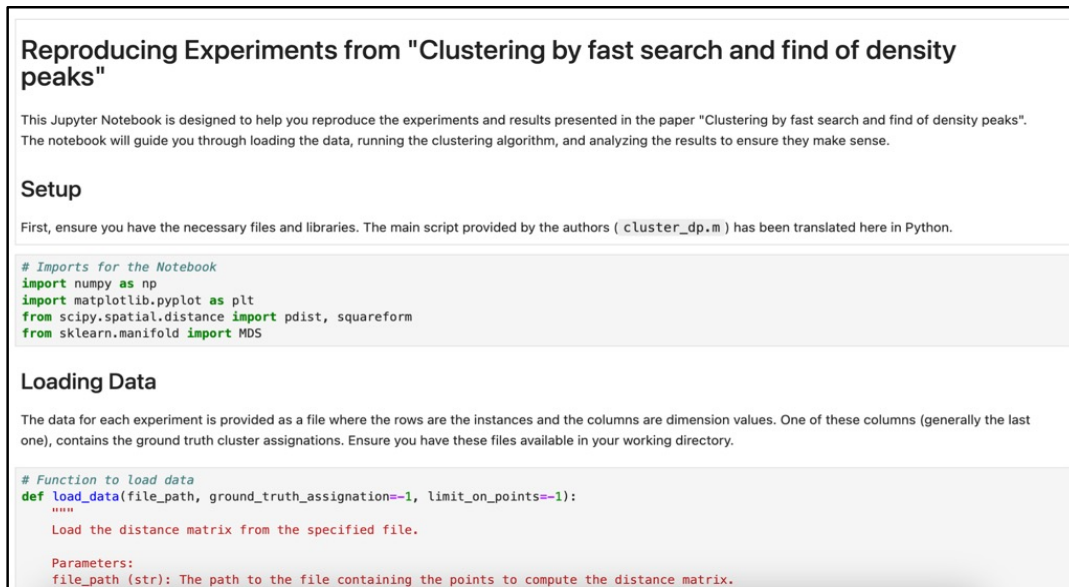 Reproducing Experiments from "Clustering by fast search and find of density
peaks"
This Jupyter Notebook is designed to help you reproduce the experiments and results presented in the paper "Clustering by fast search and find of density peaks".
The notebook will guide you through loading the data, running the clustering algorithm, and analyzing the results to ensure they make sense.
Setup
First, ensure you have the necessary files and libraries. The main script provided by the authors ( cluster_dp.m ) has been translated here in Python.
# Imports for the Notebook
import numpy as np
import matplotlib.pyplot as plt
from scipy.spatial.distance import pdist, squareform
from sklearn.manifold import MDS
Loading Data
The data for each experiment is provided as a file where the rows are the instances and the columns are dimension values. One of these columns (generally the last
one), contains the ground truth cluster assignations. Ensure you have these files available in your working directory.
# Function to load data
def load_data(file_path, ground_truth_assignation=-1, limit_on_points=-1):
    """
    Load the distance matrix from the specified file.
    Parameters:
    file_path (str): The path to the file containing the points to compute the distance matrix.